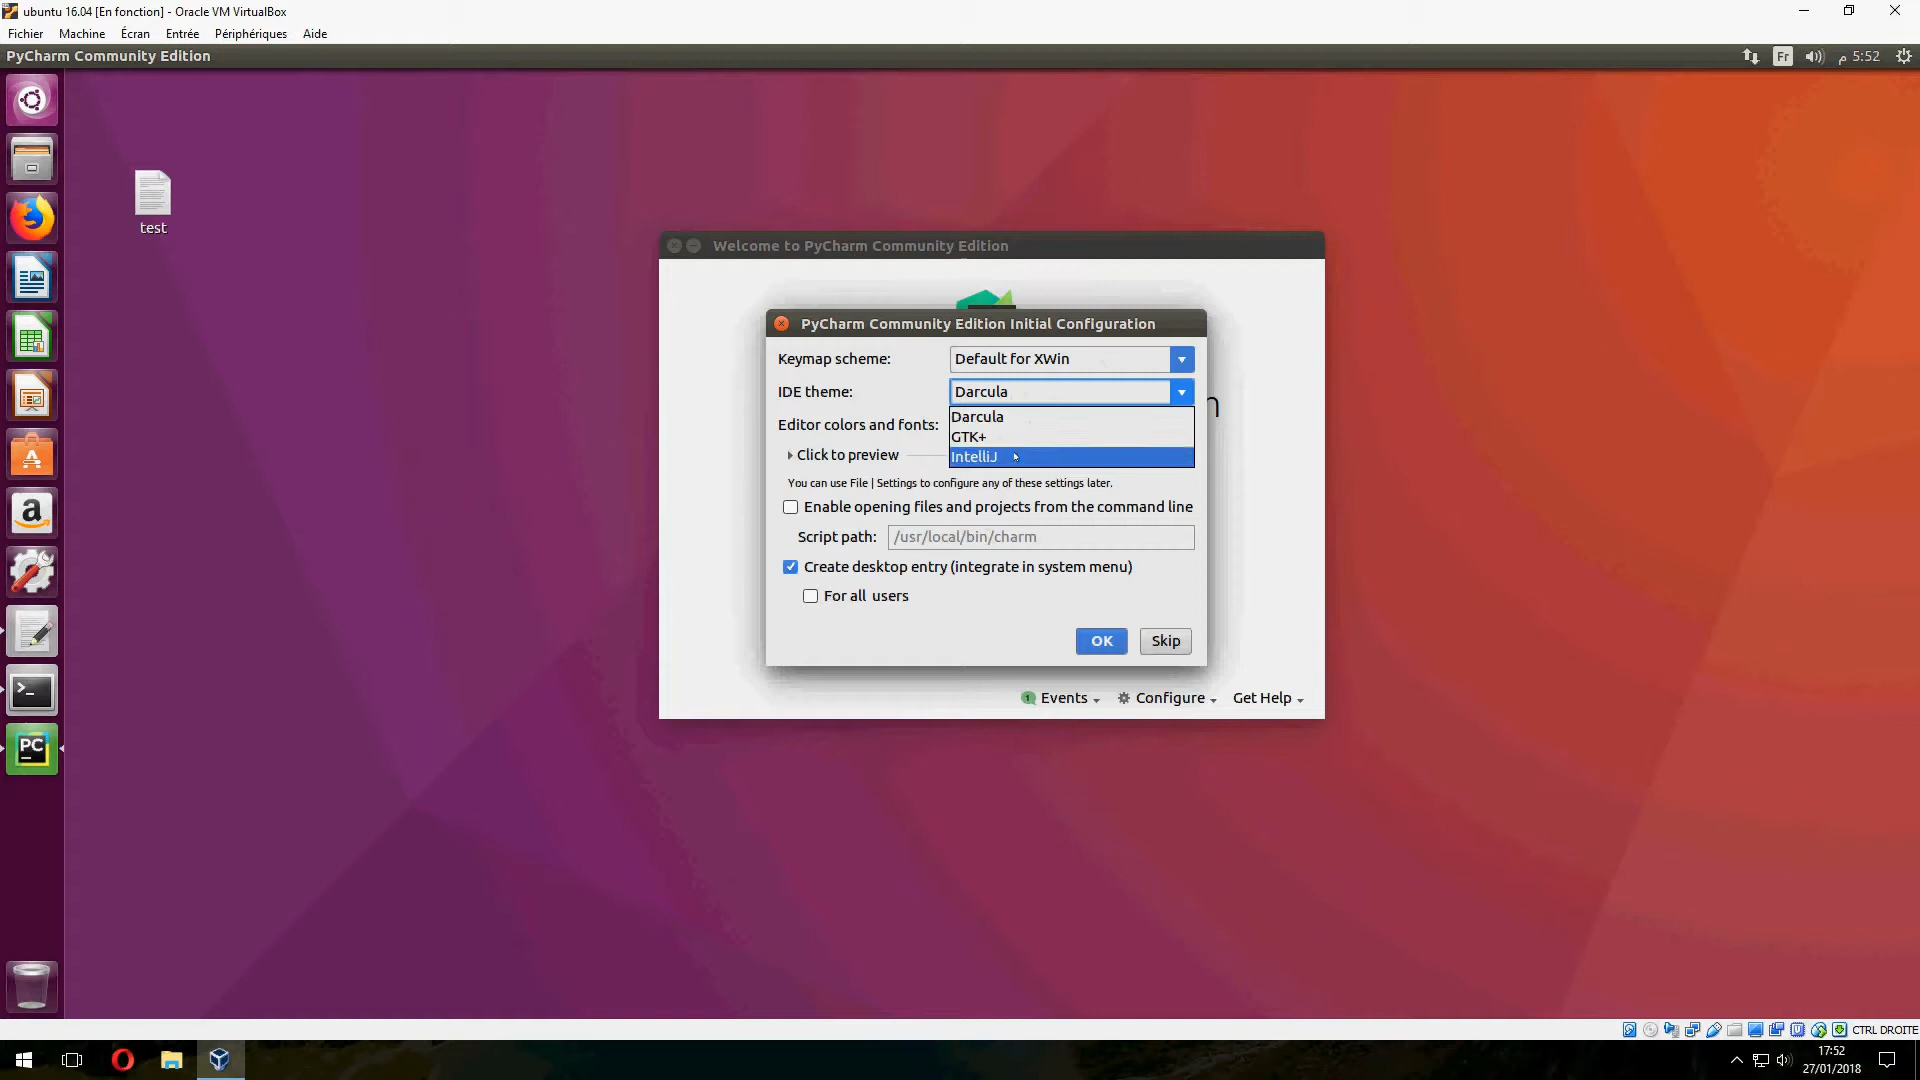 ubuntu 16.04 [En fonction] - Oracle VM VirtualBox
Fichier Machine Écran Entrée Périphériques Aide
PyCharm Community Edition
Fr
5:52 م
test
Welcome to PyCharm Community Edition
n
PyCharm Community Edition Initial Configuration
Keymap scheme: Default for XWin
IDE theme: Darcula
Darcula
GTK+
IntelliJ
Editor colors and fonts:
Click to preview
You can use File | Settings to configure any of these settings later.
Enable opening files and projects from the command line
Script path: /usr/local/bin/charm
Create desktop entry (integrate in system menu)
For all users
OK Skip
1 Events Configure Get Help
A
a
>_
PC
CTRL DROITE
17:52
27/01/2018